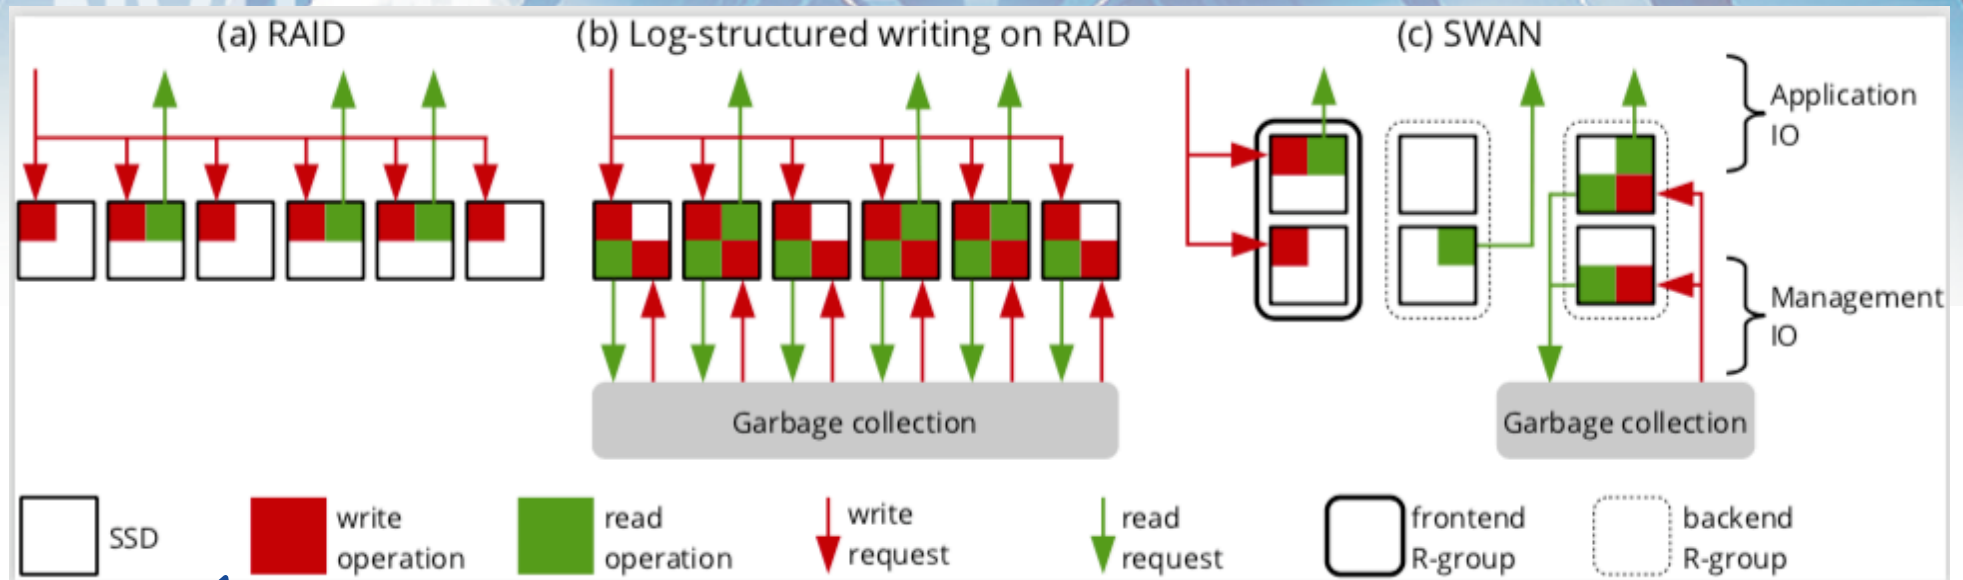 (a) RAID
(b) Log-structured writing on RAID
(c) SWAN
Application
IO
Management
IO
Garbage collection
Garbage collection
SSD
write
operation
read
operation
write
request
read
request
frontend
R-group
backend
R-group